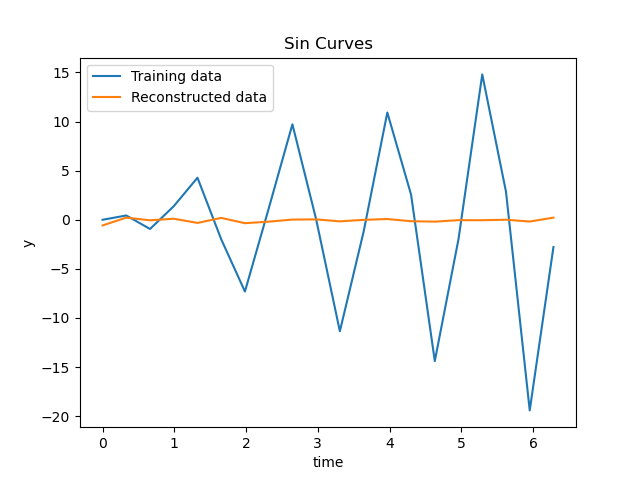 Sin Curves
Training data
Reconstructed data
15
10
5
0
−5
−10
−15
−20
y
0 1 2 3 4 5 6
time